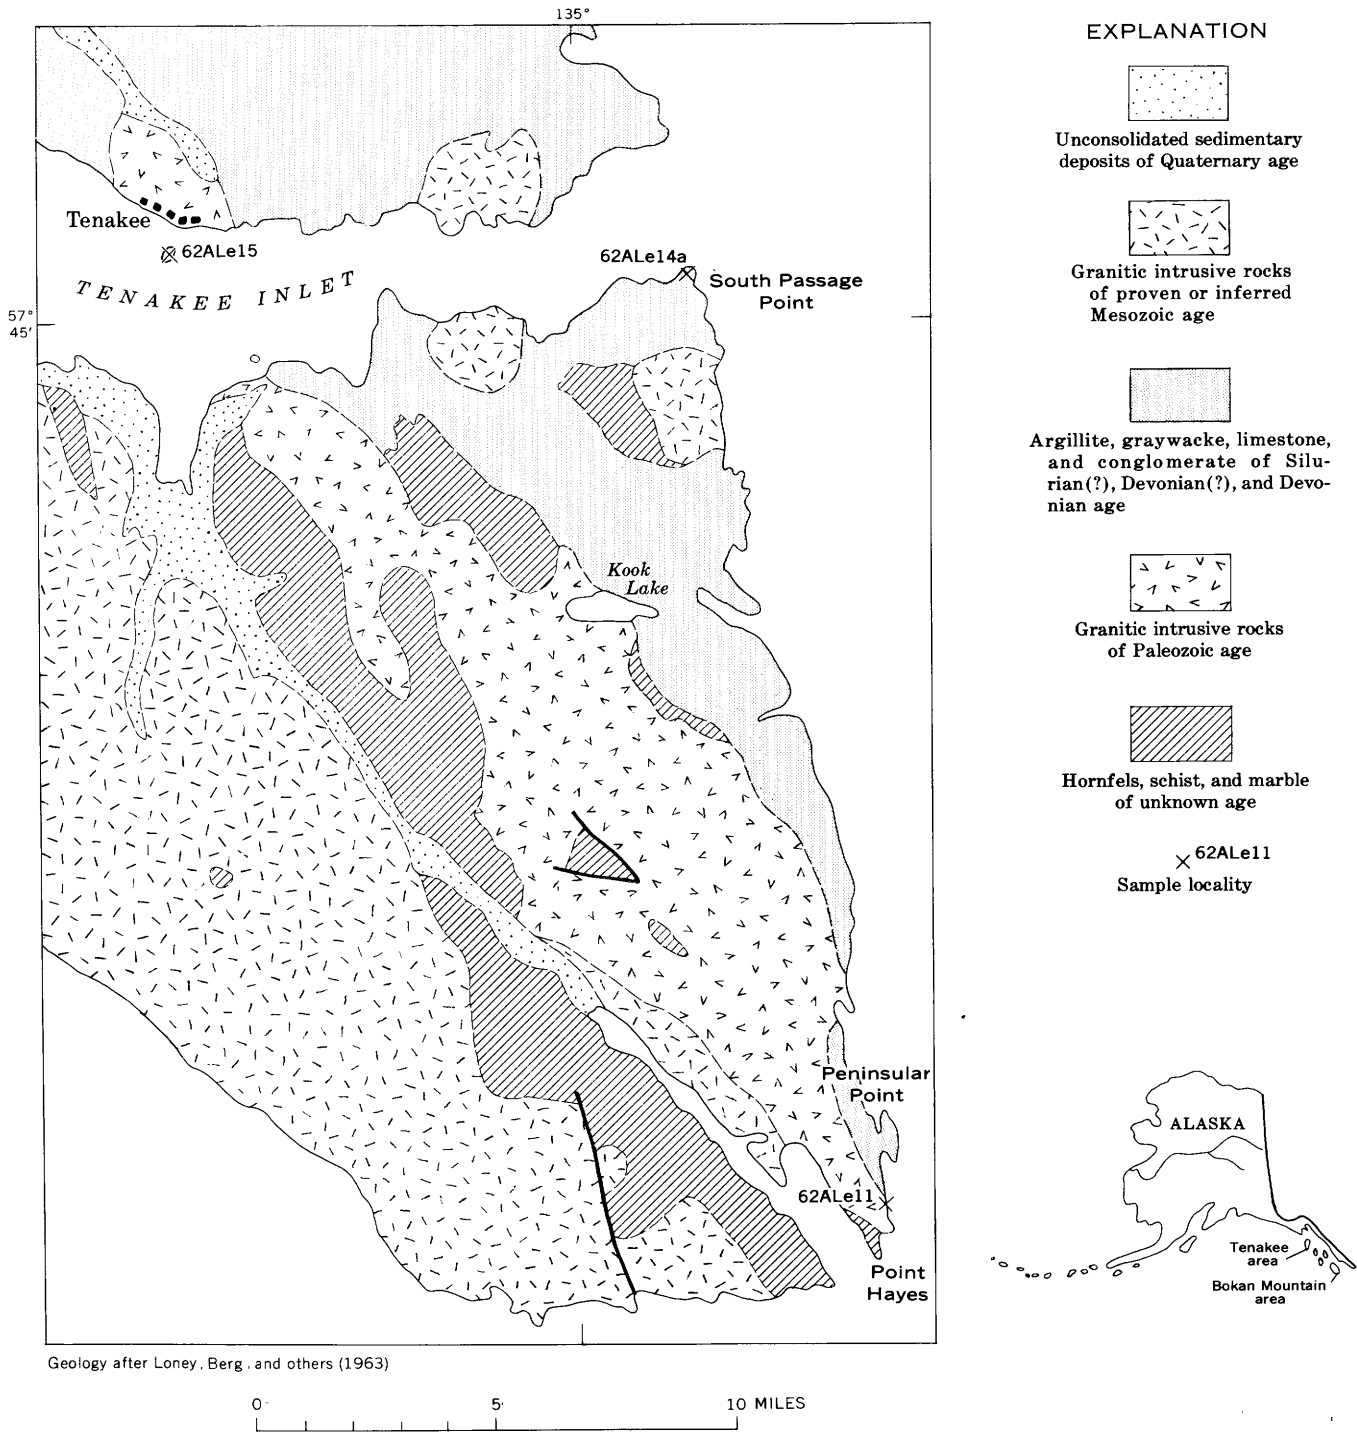 135°
EXPLANATION
Unconsolidated sedimentary
deposits of Quaternary age
Granitic intrusive rocks
of proven or inferred
Mesozoic age
Argillite, graywacke, limestone,
and conglomerate of Silu-
rian(?), Devonian(?), and Devo-
nian age
Granitic intrusive rocks
of Paleozoic age
Hornfels, schist, and marble
of unknown age
62ALe11
Sample locality
Tenakee
62ALe15
TENAKEE INLET
62ALe14a
South Passage
Point
57°
45'
Kook
Lake
Peninsular
Point
62ALe11
Point
Hayes
ALASKA
Tenakee
area
Bokan Mountain
area
Geology after Loney, Berg, and others (1963)
0 5 10 MILES